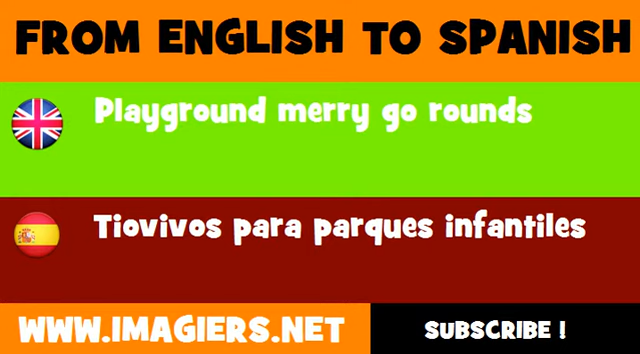 FROM ENGLISH TO SPANISH
Playground merry go rounds
Tiovivos para parques infantiles
WWW.IMAGIERS.NET
SUBSCRIBE !